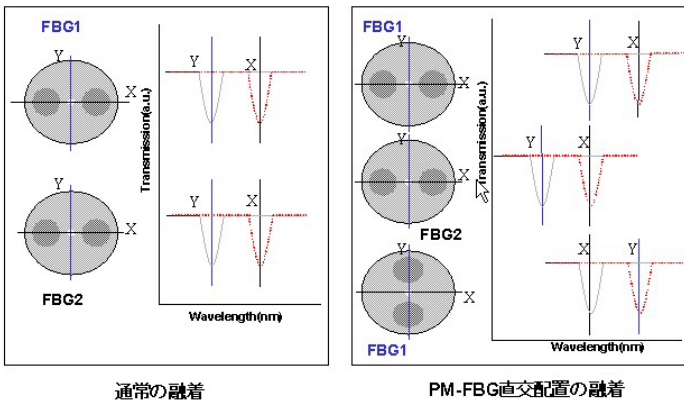 FBG1
Y
X
Y
X
FBG2
Transmission(a.u.)
Y
X
Y
X
Wavelength(nm)
通常の融着
FBG1
Y
X
Y
X
FBG2
Y
X
FBG1
Transmission(a.u.)
Y
X
Y
X
X
Y
Wavelength(nm)
PM-FBG直交配置の融着